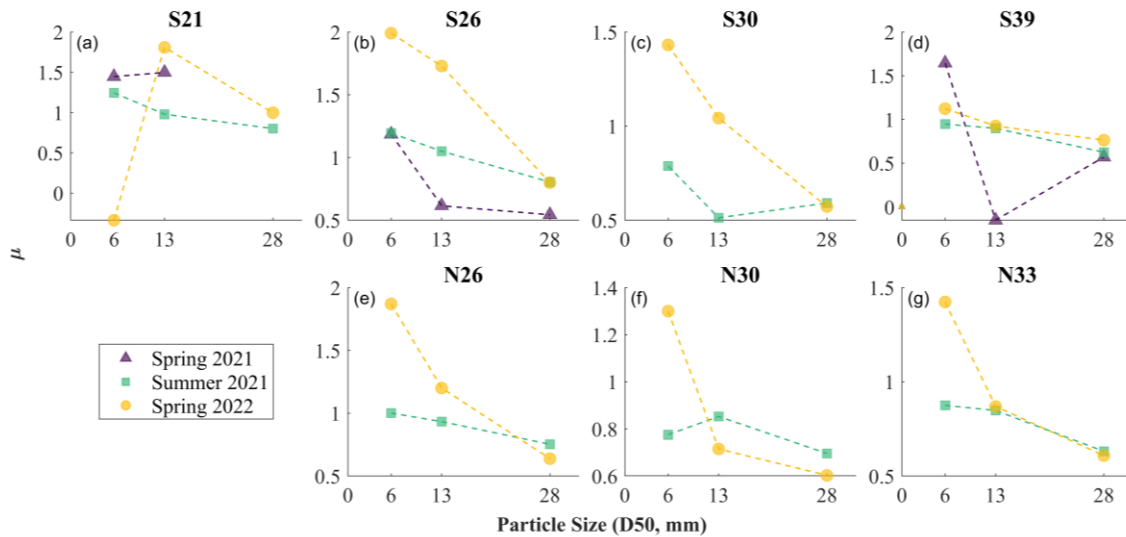 S21
S26
S30
S39
(a)
2
1.5
1
0.5
0
0 6 13 28
(b)
2
1.5
1
0.5
0 6 13 28
(c)
1.5
1
0.5
0 6 13 28
(d)
2
1.5
1
0.5
0
0 6 13 28
μ
N26
N30
N33
(e)
2
1.5
1
0.5
0 6 13 28
(f)
1.4
1.2
1
0.8
0.6
0 6 13 28
(g)
1.5
1
0.5
0 6 13 28
Spring 2021
Summer 2021
Spring 2022
Particle Size (D50, mm)